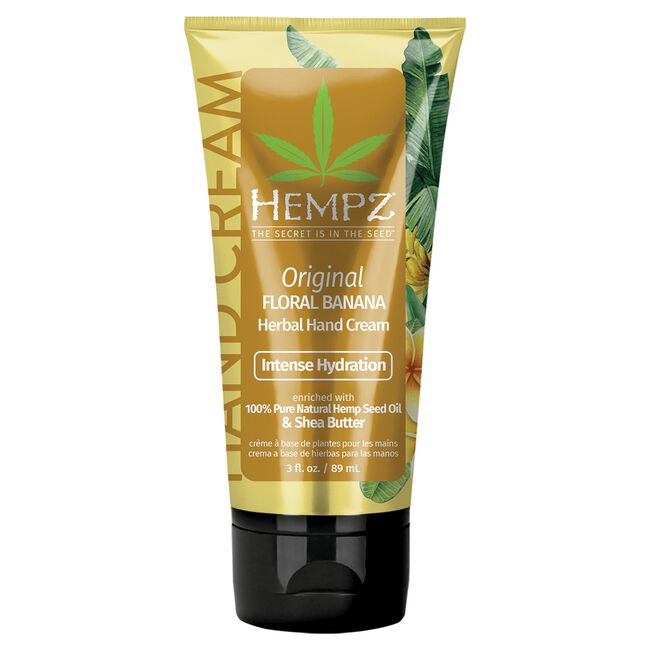 HAND CREAM
HEMPZ®
THE SECRET IS IN THE SEED™
Original
FLORAL BANANA
Herbal Hand Cream
Intense Hydration
enriched with
100% Pure Natural Hemp Seed Oil
& Shea Butter
crème à base de plantes pour les mains
crema a base de hierbas para las manos
3 fl. oz. / 89 mL